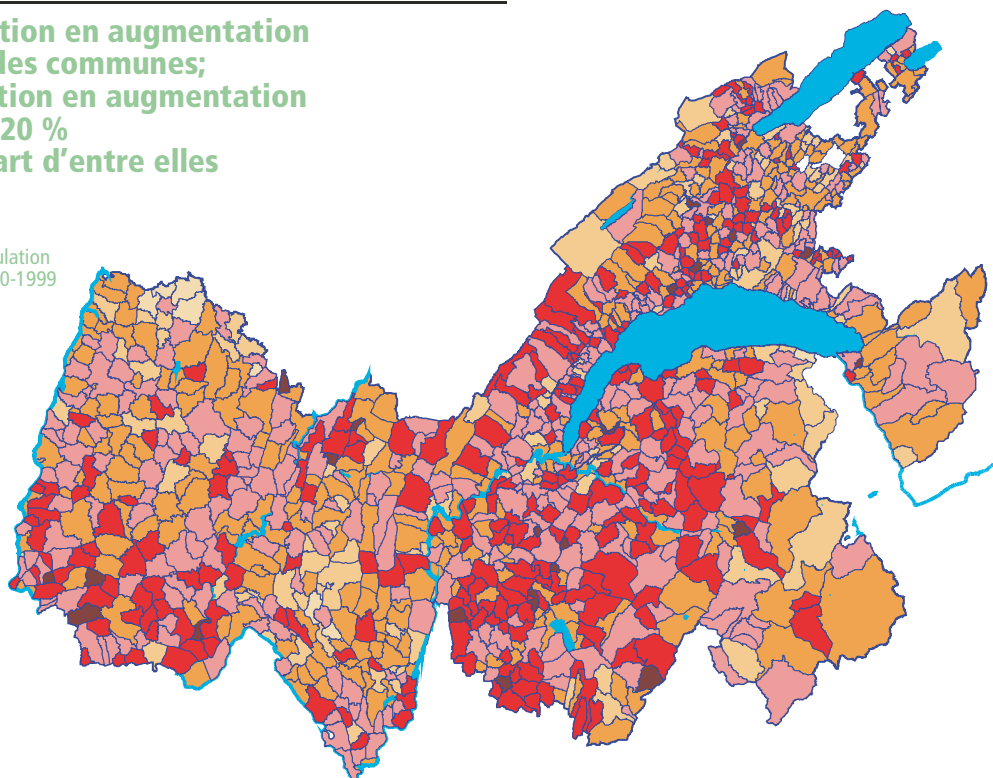 tion en augmentation
les communes;
tion en augmentation
20 %
art d'entre elles
ulation
0-1999